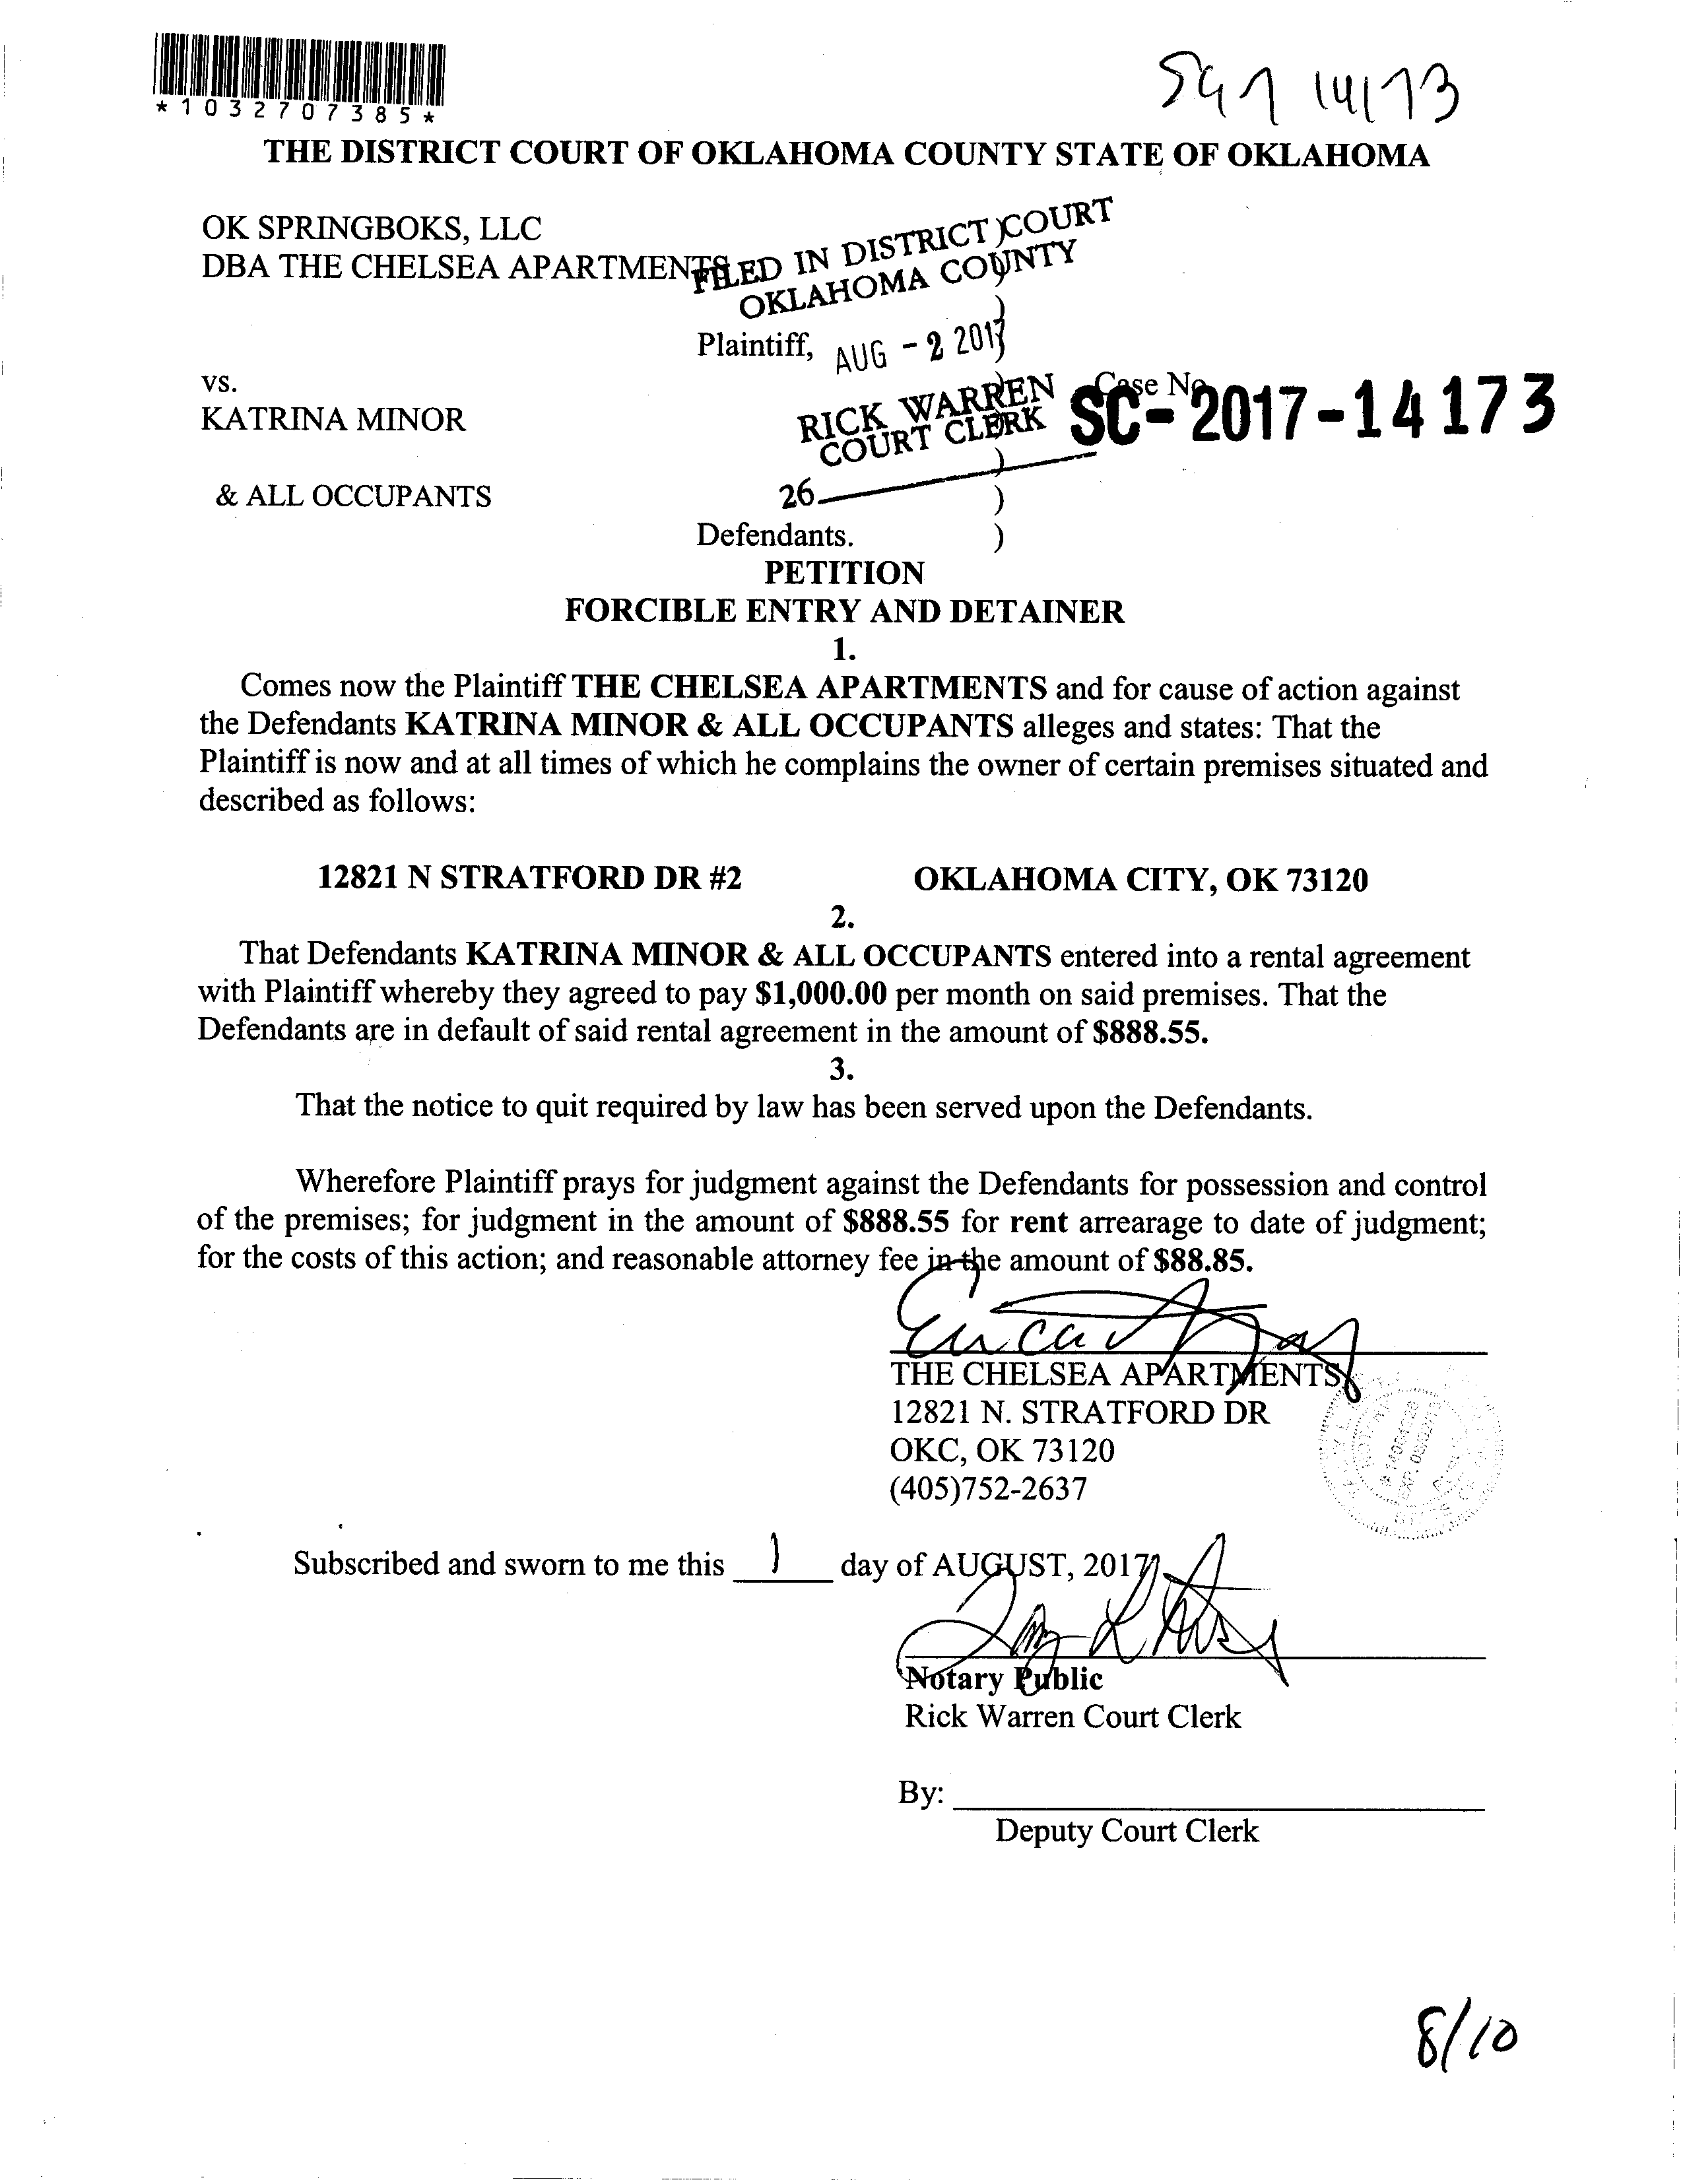 *1032707385*
THE DISTRICT COURT OF OKLAHOMA COUNTY STATE OF OKLAHOMA
OK SPRINGBOKS, LLC )
DBA THE CHELSEA APARTMENTS
FILED IN DISTRICT COURT
OKLAHOMA COUNTY
)
Plaintiff, )
AUG - 2 2017
vs.
KATRINA MINOR
RICK WARREN
COURT CLERK
Case No
SC-2017-14173
)
& ALL OCCUPANTS )
26
Defendants. )
PETITION
FORCIBLE ENTRY AND DETAINER
1.
Comes now the Plaintiff THE CHELSEA APARTMENTS and for cause of action against
the Defendants KATRINA MINOR & ALL OCCUPANTS alleges and states: That the
Plaintiff is now and at all times of which he complains the owner of certain premises situated and
described as follows:
12821 N STRATFORD DR #2 OKLAHOMA CITY, OK 73120
2.
That Defendants KATRINA MINOR & ALL OCCUPANTS entered into a rental agreement
with Plaintiff whereby they agreed to pay $1,000.00 per month on said premises. That the
Defendants are in default of said rental agreement in the amount of $888.55.
3.
That the notice to quit required by law has been served upon the Defendants.
Wherefore Plaintiff prays for judgment against the Defendants for possession and control
of the premises; for judgment in the amount of $888.55 for rent arrearage to date of judgment;
for the costs of this action; and reasonable attorney fee in the amount of $88.85.
THE CHELSEA APARTMENTS
12821 N. STRATFORD DR
OKC, OK 73120
(405)752-2637
Subscribed and sworn to me this 1 day of AUGUST, 2017
Notary Public
Rick Warren Court Clerk
By:
Deputy Court Clerk
8/10